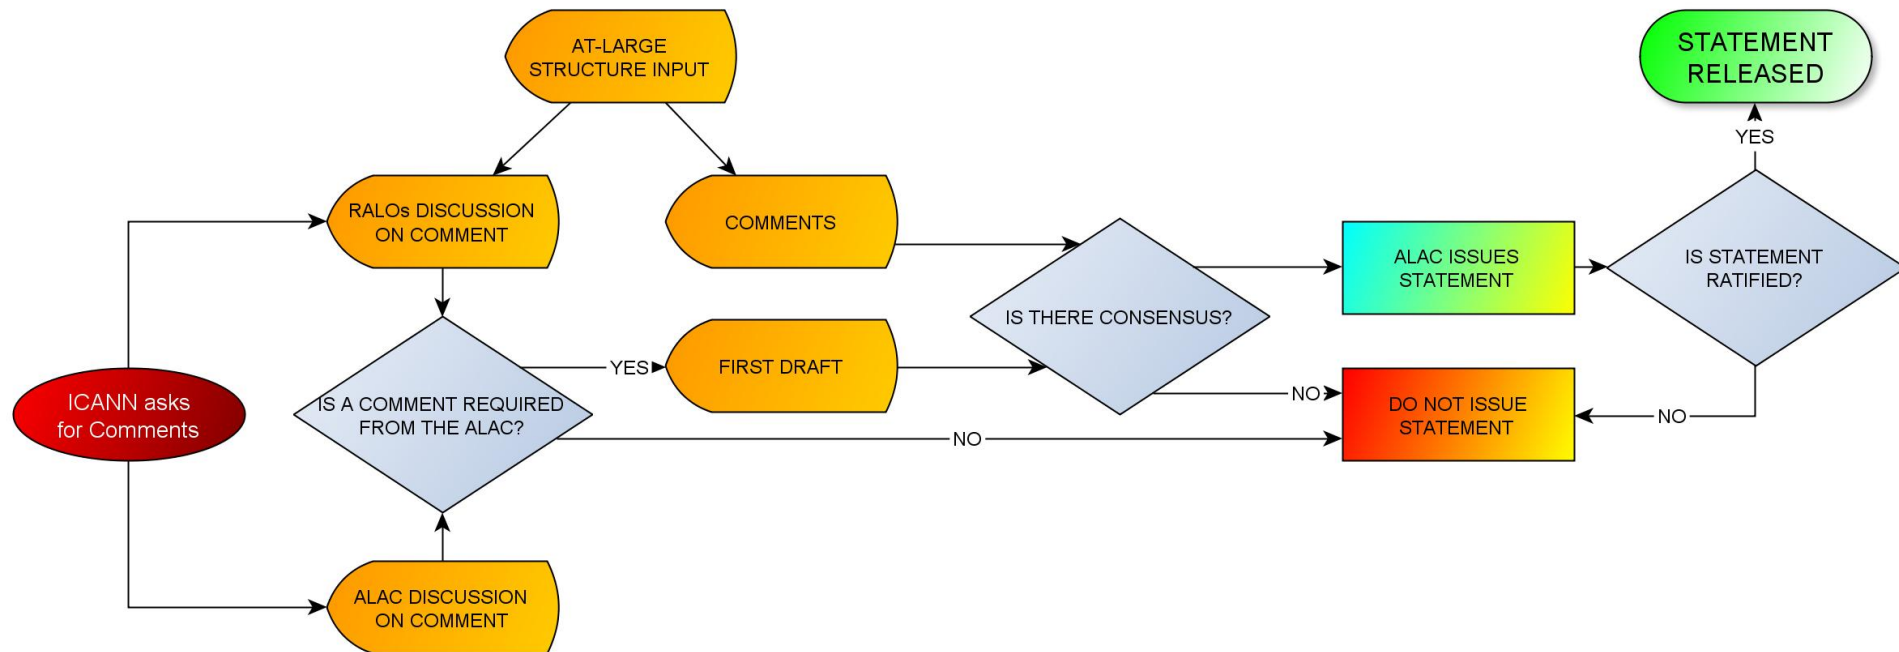 AT-LARGE
STRUCTURE INPUT
STATEMENT
RELEASED
YES
RALOs DISCUSSION
ON COMMENT
COMMENTS
ALAC ISSUES
STATEMENT
IS STATEMENT
RATIFIED?
IS THERE CONSENSUS?
YES
FIRST DRAFT
ICANN asks
for Comments
IS A COMMENT REQUIRED
FROM THE ALAC?
NO
DO NOT ISSUE
STATEMENT
NO
NO
ALAC DISCUSSION
ON COMMENT